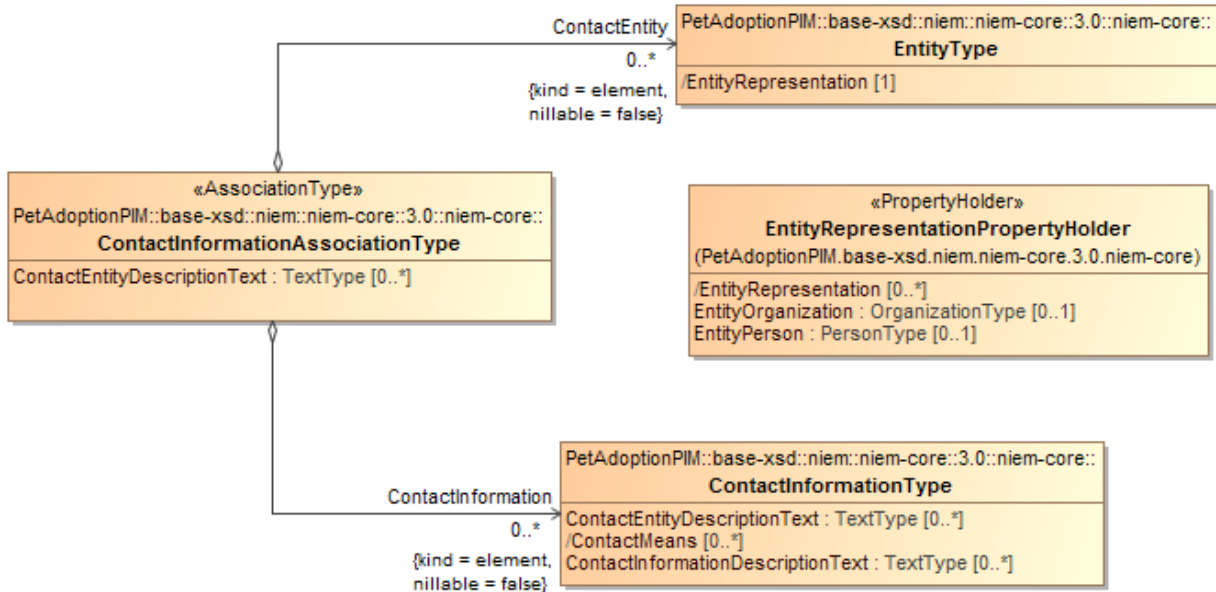 ContactEntity
0..*
{kind = element,
nillable = false}
PetAdoptionPIM::base-xsd::niem::niem-core::3.0::niem-core::
EntityType
/EntityRepresentation [1]
«AssociationType»
PetAdoptionPIM::base-xsd::niem::niem-core::3.0::niem-core::
ContactInformationAssociationType
ContactEntityDescriptionText : TextType [0..*]
«PropertyHolder»
EntityRepresentationPropertyHolder
(PetAdoptionPIM.base-xsd.niem.niem-core.3.0.niem-core)
/EntityRepresentation [0..*]
EntityOrganization : OrganizationType [0..1]
EntityPerson : PersonType [0..1]
ContactInformation
0..*
{kind = element,
nillable = false}
PetAdoptionPIM::base-xsd::niem::niem-core::3.0::niem-core::
ContactInformationType
ContactEntityDescriptionText : TextType [0..*]
/ContactMeans [0..*]
ContactInformationDescriptionText : TextType [0..*]